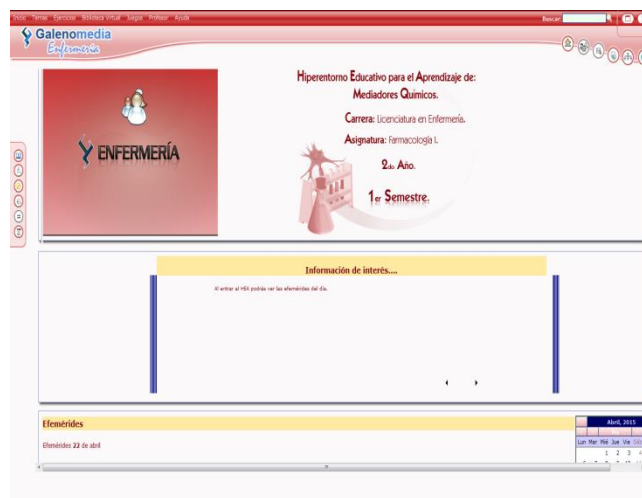 Inicio Temas Ejercicios Biblioteca Virtual Juegos Profesor Ayuda
Buscar:
Galenomedia
Enfermería
ENFERMERÍA
Hiperentorno Educativo para el Aprendizaje de:
Mediadores Químicos.
Carrera: Licenciatura en Enfermería.
Asignatura: Farmacología I.
2do Año.
1er Semestre.
Información de interés....
Al entrar al HEA podrás ver las efemérides del día.
Efemérides
Efemérides 22 de abril
Abril, 2015
Lun Mar Mié Jue Vie
1 2 3 4